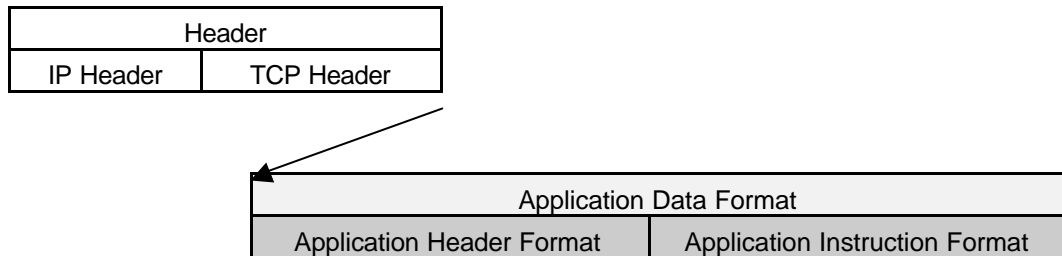 Header
IP Header TCP Header
Application Data Format
Application Header Format Application Instruction Format